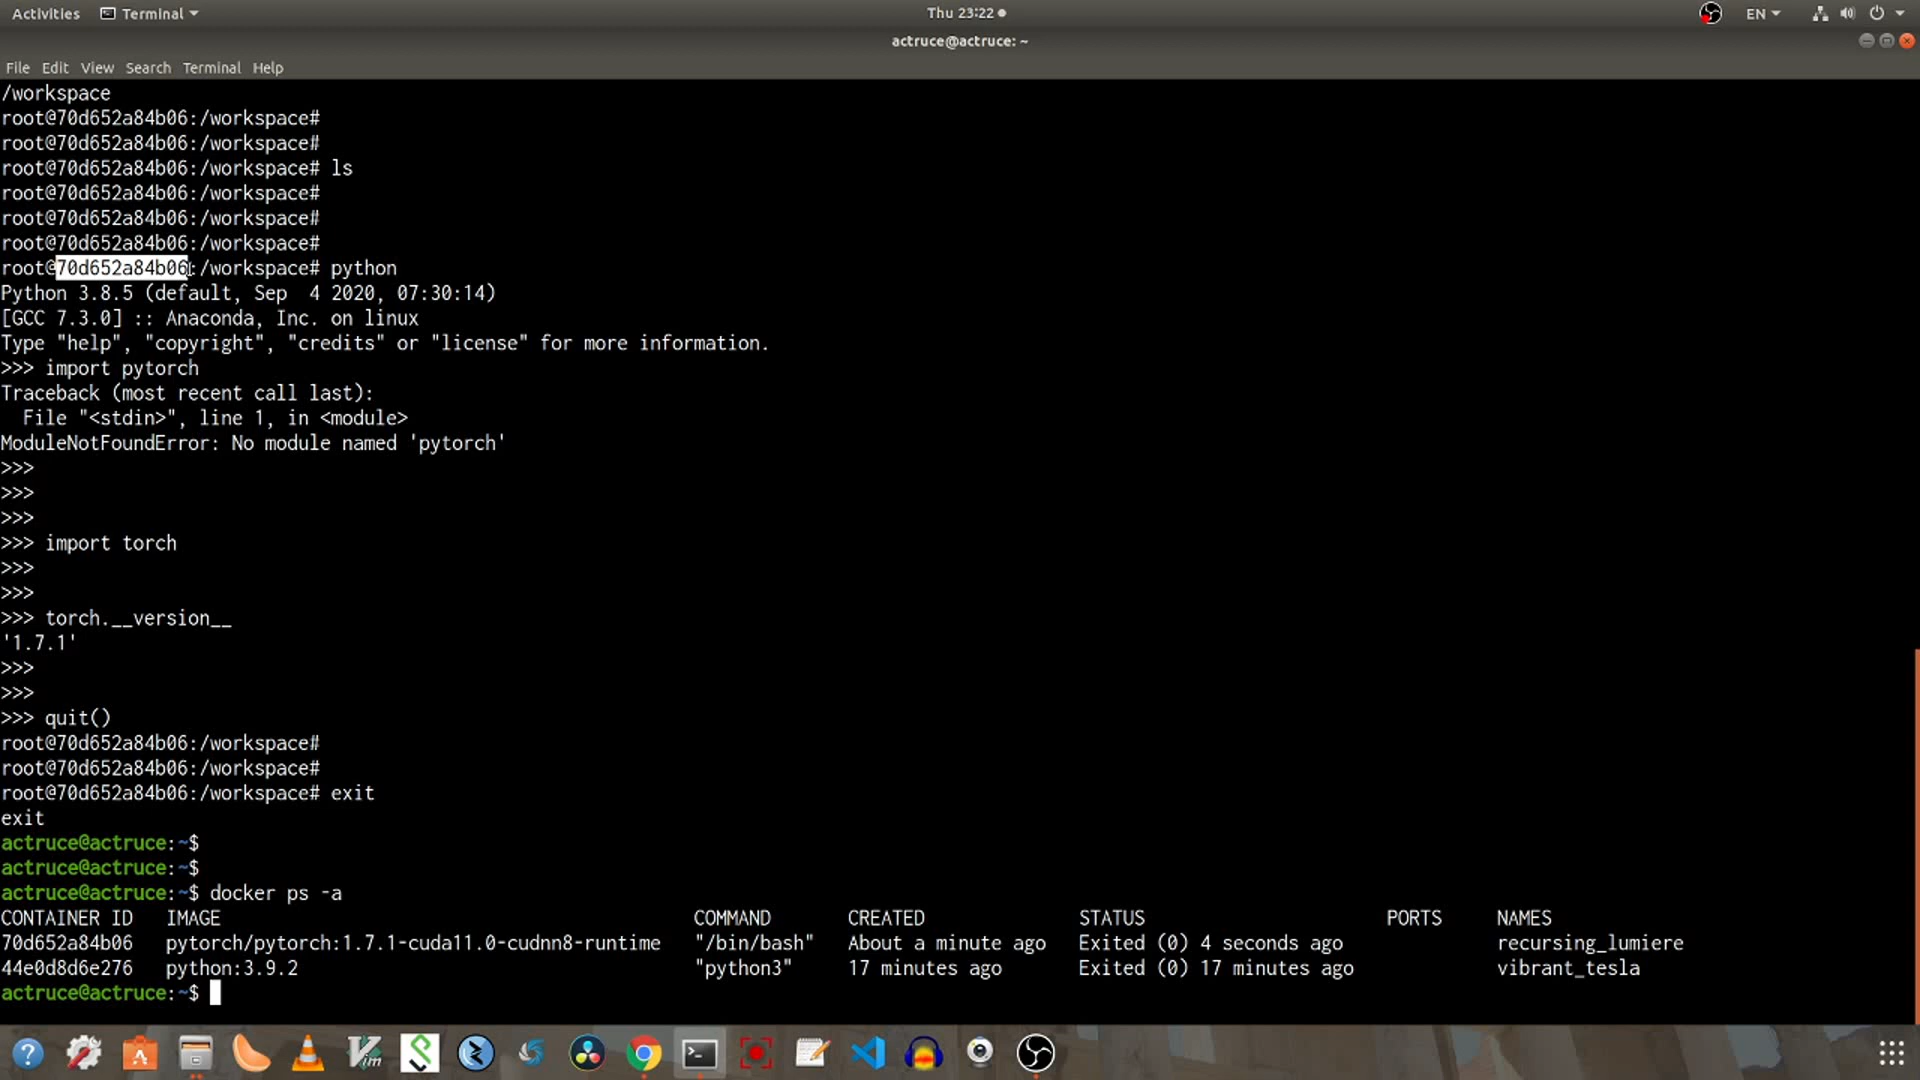 Activities Terminal Thu 23:22 EN
actruce@actruce: ~
File Edit View Search Terminal Help
/workspace
root@70d652a84b06:/workspace#
root@70d652a84b06:/workspace#
root@70d652a84b06:/workspace# ls
root@70d652a84b06:/workspace#
root@70d652a84b06:/workspace#
root@70d652a84b06:/workspace#
root@70d652a84b06:/workspace# python
Python 3.8.5 (default, Sep  4 2020, 07:30:14)
[GCC 7.3.0] :: Anaconda, Inc. on linux
Type "help", "copyright", "credits" or "license" for more information.
>>> import pytorch
Traceback (most recent call last):
  File "<stdin>", line 1, in <module>
ModuleNotFoundError: No module named 'pytorch'
>>>
>>>
>>>
>>> import torch
>>>
>>>
>>> torch.__version__
'1.7.1'
>>>
>>>
>>> quit()
root@70d652a84b06:/workspace#
root@70d652a84b06:/workspace#
root@70d652a84b06:/workspace# exit
exit
actruce@actruce:~$
actruce@actruce:~$
actruce@actruce:~$ docker ps -a
CONTAINER ID   IMAGE   COMMAND   CREATED   STATUS   PORTS   NAMES
70d652a84b06   pytorch/pytorch:1.7.1-cuda11.0-cudnn8-runtime   "/bin/bash"   About a minute ago   Exited (0) 4 seconds ago   recursing_lumiere
44e0d8d6e276   python:3.9.2   "python3"   17 minutes ago   Exited (0) 17 minutes ago   vibrant_tesla
actruce@actruce:~$